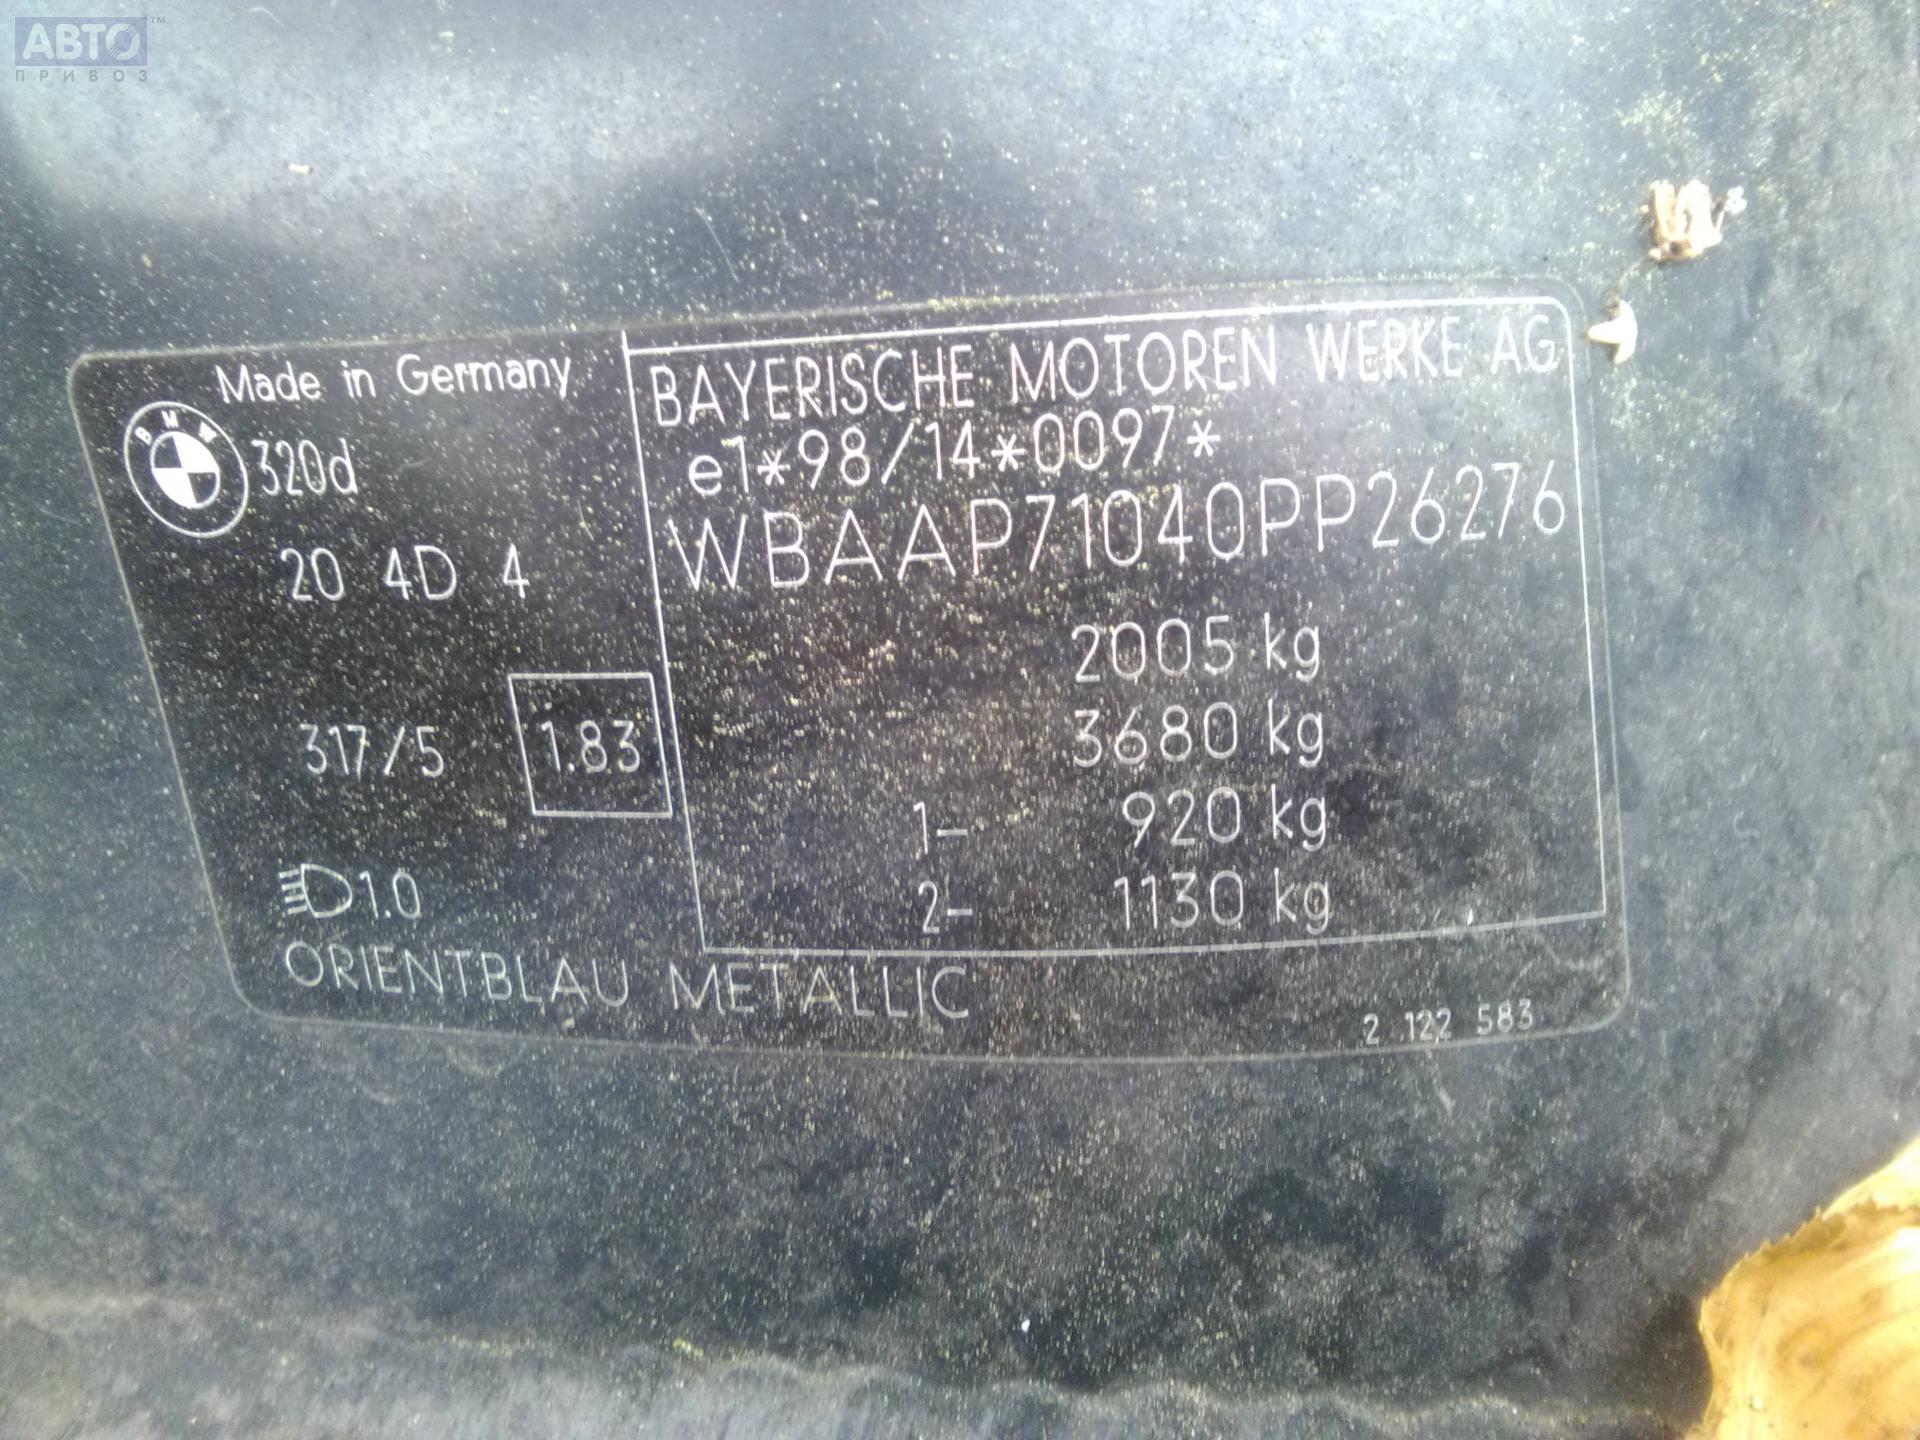 АВТО™
ПРИВОЗ
Made in Germany
BMW
320d
20 4D 4
317/5 1.83
1.0
ORIENTBLAU METALLIC
BAYERISCHE MOTOREN WERKE AG
e1*98/14*0097*
WBAAP71040PP26276
2005 kg
3680 kg
1- 920 kg
2- 1130 kg
2 122 583